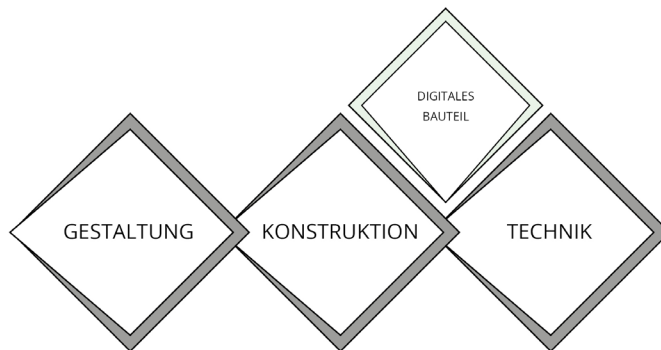 DIGITALES
BAUTEIL
GESTALTUNG
KONSTRUKTION
TECHNIK